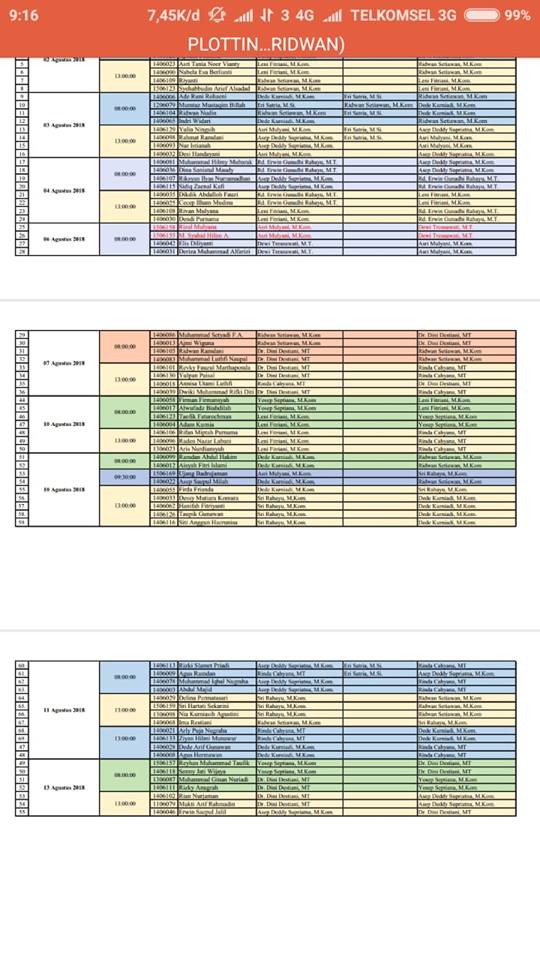 9:16 7,45K/d 3 4G TELKOMSEL 3G 99%
PLOTTIN...RIDWAN)
02 Agustus 2018
5 1406023 Asri Tania Noor Vianty Leni Fitriani, M.Kom. Ridwan Setiawan, M.Kom
6 13:00:00 1406090 Nabela Eva Leni Fitriani, M.Kom. Ridwan Setiawan, M.Kom
7 1406109 Riyanti Leni Fitriani, M.Kom. Ridwan Setiawan, M.Kom
8 1506123 Arief Leni Fitriani, M.Kom. Ridwan Setiawan, M.Kom
03 Agustus 2018
9 1406006 Ade Rani Rohaeni Dede Kurniadi, M.Kom. Eri Satria, M.Si. Ridwan Setiawan, M.Kom
10 08:00:00 1206079 Mumtaz Mustaqim Billah Eri Satria, M.Si. Ridwan Setiawan, M.Kom Dede Kurniadi, M.Kom.
11 1406104 Ridwan Nudin Ridwan Setiawan, M.Kom Eri Satria, M.Si. Dede Kurniadi, M.Kom.
12 1406065 Indri Widari Dede Kurniadi, M.Kom. Ridwan Setiawan, M.Kom
13 1406129 Yulia Ningsih Asri Mulyani, M.Kom. Eri Satria, M.Si. Asep Deddy Supriatna, M.Kom.
14 13:00:00 1406098 Rahmat Ramdani Asep Deddy Supriatna, M.Kom. Eri Satria, M.Si. Asri Mulyani, M.Kom.
15 1406093 Nur Istianah Asep Deddy Supriatna, M.Kom. Asri Mulyani, M.Kom.
16 1406032 Desi Handayani Asri Mulyani, M.Kom. Asep Deddy Supriatna, M.Kom.
04 Agustus 2018
17 1406081 Muhammad Hilmy Mubarak Rd. Erwin Gunadhi Rahayu, M.T. Asep Deddy Supriatna, M.Kom.
18 08:00:00 1406036 Dina Sanistal Maudy Rd. Erwin Gunadhi Rahayu, M.T. Asep Deddy Supriatna, M.Kom.
19 1406107 Riksyan Ilyas Nurramadhan Asep Deddy Supriatna, M.Kom. Rd. Erwin Gunadhi Rahayu, M.T.
20 1406115 Sidiq Zaenal Kafi Asep Deddy Supriatna, M.Kom. Rd. Erwin Gunadhi Rahayu, M.T.
21 1406035 Dikdik Abdulloh Fauzi Leni Fitriani, M.Kom. Rd. Erwin Gunadhi Rahayu, M.T.
22 13:00:00 1406025 Cecep Ilham Mudina Leni Fitriani, M.Kom. Rd. Erwin Gunadhi Rahayu, M.T.
23 1406108 Rivan Mulyana Rd. Erwin Gunadhi Rahayu, M.T. Leni Fitriani, M.Kom.
24 1406030 Dendi Purnama Rd. Erwin Gunadhi Rahayu, M.T. Leni Fitriani, M.Kom.
06 Agustus 2018
25 1306158 Rizal Mulyana Asri Mulyani, M.Kom. Dewi Tresnawati, M.T.
26 08:00:00 1306155 M. Syahid Hilim A. Asri Mulyani, M.Kom. Dewi Tresnawati, M.T.
27 1406042 Elis Diliyanti Dewi Tresnawati, M.T. Asri Mulyani, M.Kom.
28 1406031 Deriza Muhammad Alfarizi Dewi Tresnawati, M.T. Asri Mulyani, M.Kom.
07 Agustus 2018
29 1406086 Muhammad Setyadi F.A. Ridwan Setiawan, M.Kom Dr. Dini Destiani, MT
30 08:00:00 1406013 Ajmi Wiguna Ridwan Setiawan, M.Kom Dr. Dini Destiani, MT
31 1406105 Ridwan Ramdani Dr. Dini Destiani, MT Ridwan Setiawan, M.Kom
32 1406083 Muhammad Luthfi Naupal Dr. Dini Destiani, MT Ridwan Setiawan, M.Kom
33 1406101 Revky Fauzal Marthapoula Dr. Dini Destiani, MT Rinda Cahyana, MT
34 13:00:00 1406130 Yulpan Paisal Dr. Dini Destiani, MT Rinda Cahyana, MT
35 1406018 Annisa Utami Luthfi Rinda Cahyana, MT Dr. Dini Destiani, MT
36 1406039 Dwiki Muhammad Rifki Dri Dr. Dini Destiani, MT Rinda Cahyana, MT
10 Agustus 2018
44 1406058 Firman Firmansyah Yosep Septiana, M.Kom Leni Fitriani, M.Kom.
45 08:00:00 1406017 Alwafadz Biahdilah Yosep Septiana, M.Kom Leni Fitriani, M.Kom.
46 1406123 Taofik Faturochman Leni Fitriani, M.Kom. Yosep Septiana, M.Kom
47 1406004 Adam Kurnia Leni Fitriani, M.Kom. Yosep Septiana, M.Kom
48 1406106 Rifan Miptah Purnama Leni Fitriani, M.Kom. Rinda Cahyana, MT
49 13:00:00 1406096 Raden Nazar Labani Leni Fitriani, M.Kom. Rinda Cahyana, MT
50 1306023 Aris Nurdiansyah Leni Fitriani, M.Kom. Rinda Cahyana, MT
10 Agustus 2018
51 08:00:00 1406099 Ramdan Abdul Hakim Dede Kurniadi, M.Kom. Ridwan Setiawan, M.Kom
52 1406012 Aisyah Fitri Islami Dede Kurniadi, M.Kom. Ridwan Setiawan, M.Kom
53 09:30:00 1506169 Ujang Badrujaman Asri Mulyani, M.Kom. Sri Rahayu, M.Kom.
54 1406022 Asep Saepul Milah Dede Kurniadi, M.Kom. Ridwan Setiawan, M.Kom
55 1406055 Firda Frianda Dede Kurniadi, M.Kom. Sri Rahayu, M.Kom.
56 1406033 Dessy Mutiara Komara Sri Rahayu, M.Kom. Dede Kurniadi, M.Kom.
57 13:00:00 1406062 Hanifah Fitriyanti Sri Rahayu, M.Kom. Dede Kurniadi, M.Kom.
58 1406126 Taupik Gunawan Sri Rahayu, M.Kom. Dede Kurniadi, M.Kom.
59 1406116 Siti Anggun Hasrunisa Sri Rahayu, M.Kom. Dede Kurniadi, M.Kom.
11 Agustus 2018
60 1406113 Rizki Slamet Priadi Asep Deddy Supriatna, M.Kom. Eri Satria, M.Si. Rinda Cahyana, MT
61 08:00:00 1406009 Agus Ramdan Rinda Cahyana, MT Eri Satria, M.Si. Asep Deddy Supriatna, M.Kom.
62 1406078 Muhammad Iqbal Nugraha Asep Deddy Supriatna, M.Kom. Rinda Cahyana, MT
63 1406003 Abdul Majid Asep Deddy Supriatna, M.Kom. Rinda Cahyana, MT
64 1406029 Delina Permatasari Sri Rahayu, M.Kom. Ridwan Setiawan, M.Kom
65 13:00:00 1506159 Sri Hartati Sekarini Sri Rahayu, M.Kom. Ridwan Setiawan, M.Kom
66 1306098 Nia Kurniasih Agustini Sri Rahayu, M.Kom. Ridwan Setiawan, M.Kom
67 1406068 Irna Restiani Ridwan Setiawan, M.Kom Sri Rahayu, M.Kom.
68 1406021 Arly Puja Nugraha Rinda Cahyana, MT Dede Kurniadi, M.Kom.
69 13:00:00 1406133 Ziyan Hilmi Munawar Rinda Cahyana, MT Dede Kurniadi, M.Kom.
47 1406028 Dede Arif Gunawan Dede Kurniadi, M.Kom. Rinda Cahyana, MT
48 1406008 Agus Hermawan Dede Kurniadi, M.Kom. Rinda Cahyana, MT
13 Agustus 2018
49 1506157 Reyhan Muhammad Taufik Yosep Septiana, M.Kom Dr. Dini Destiani, MT
50 08:00:00 1406118 Sonny Jati Wijaya Yosep Septiana, M.Kom Dr. Dini Destiani, MT
51 1306087 Muhammad Ginan Nuriadi Dr. Dini Destiani, MT Yosep Septiana, M.Kom
52 1406111 Rizky Anugrah Dr. Dini Destiani, MT Yosep Septiana, M.Kom
53 1406102 Rian Nurjaman Dr. Dini Destiani, MT Asep Deddy Supriatna, M.Kom.
54 13:00:00 1306079 Mukti Arif Rahmadin Dr. Dini Destiani, MT Asep Deddy Supriatna, M.Kom.
55 1406046 Erwin Saepul Jalil Asep Deddy Supriatna, M.Kom. Dr. Dini Destiani, MT